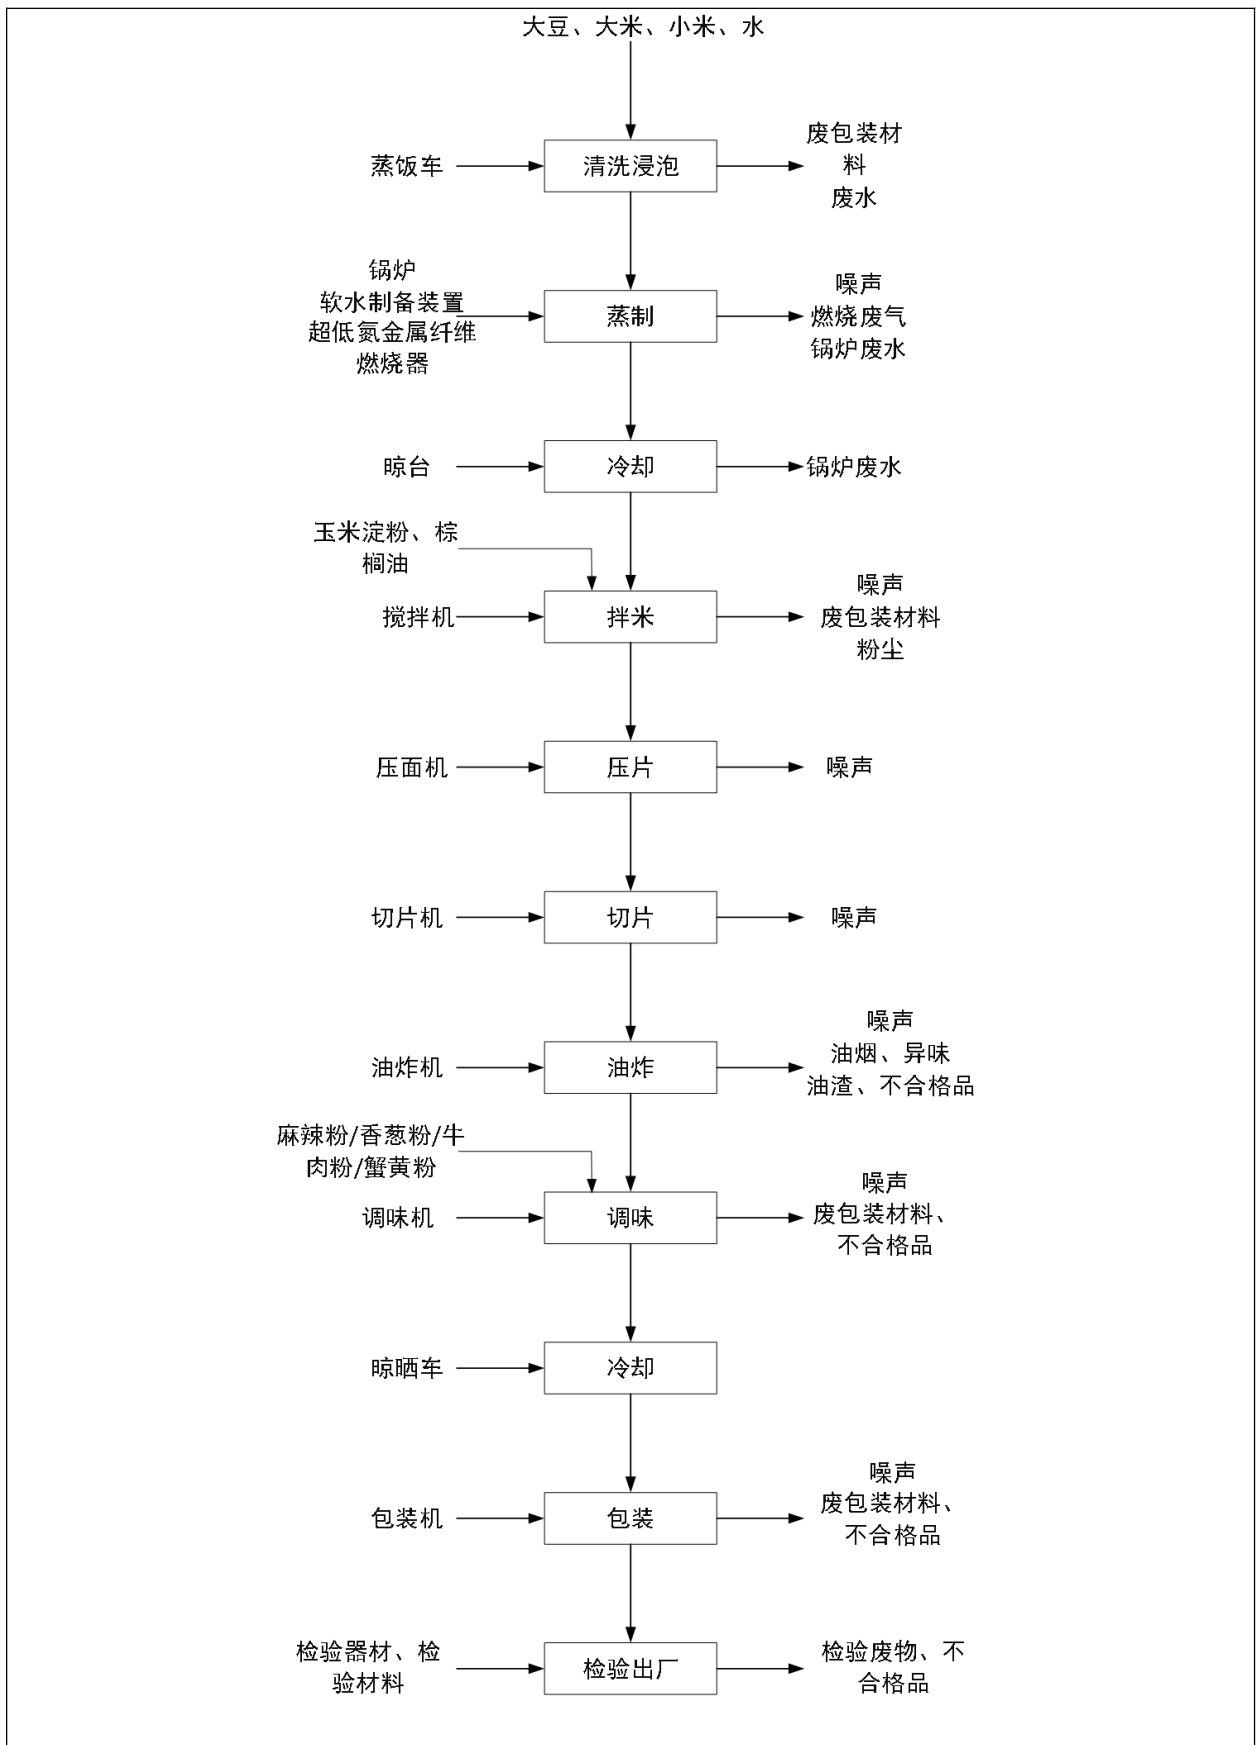 大豆、大米、小米、水
蒸饭车
清洗浸泡
废包装材
料
废水
锅炉
软水制备装置
超低氮金属纤维
燃烧器
蒸制
噪声
燃烧废气
锅炉废水
晾台
冷却
锅炉废水
玉米淀粉、棕
榈油
搅拌机
拌米
噪声
废包装材料
粉尘
压面机
压片
噪声
切片机
切片
噪声
油炸机
油炸
噪声
油烟、异味
油渣、不合格品
麻辣粉/香葱粉/牛
肉粉/蟹黄粉
调味机
调味
噪声
废包装材料、
不合格品
晾晒车
冷却
包装机
包装
噪声
废包装材料、
不合格品
检验器材、检
验材料
检验出厂
检验废物、不
合格品